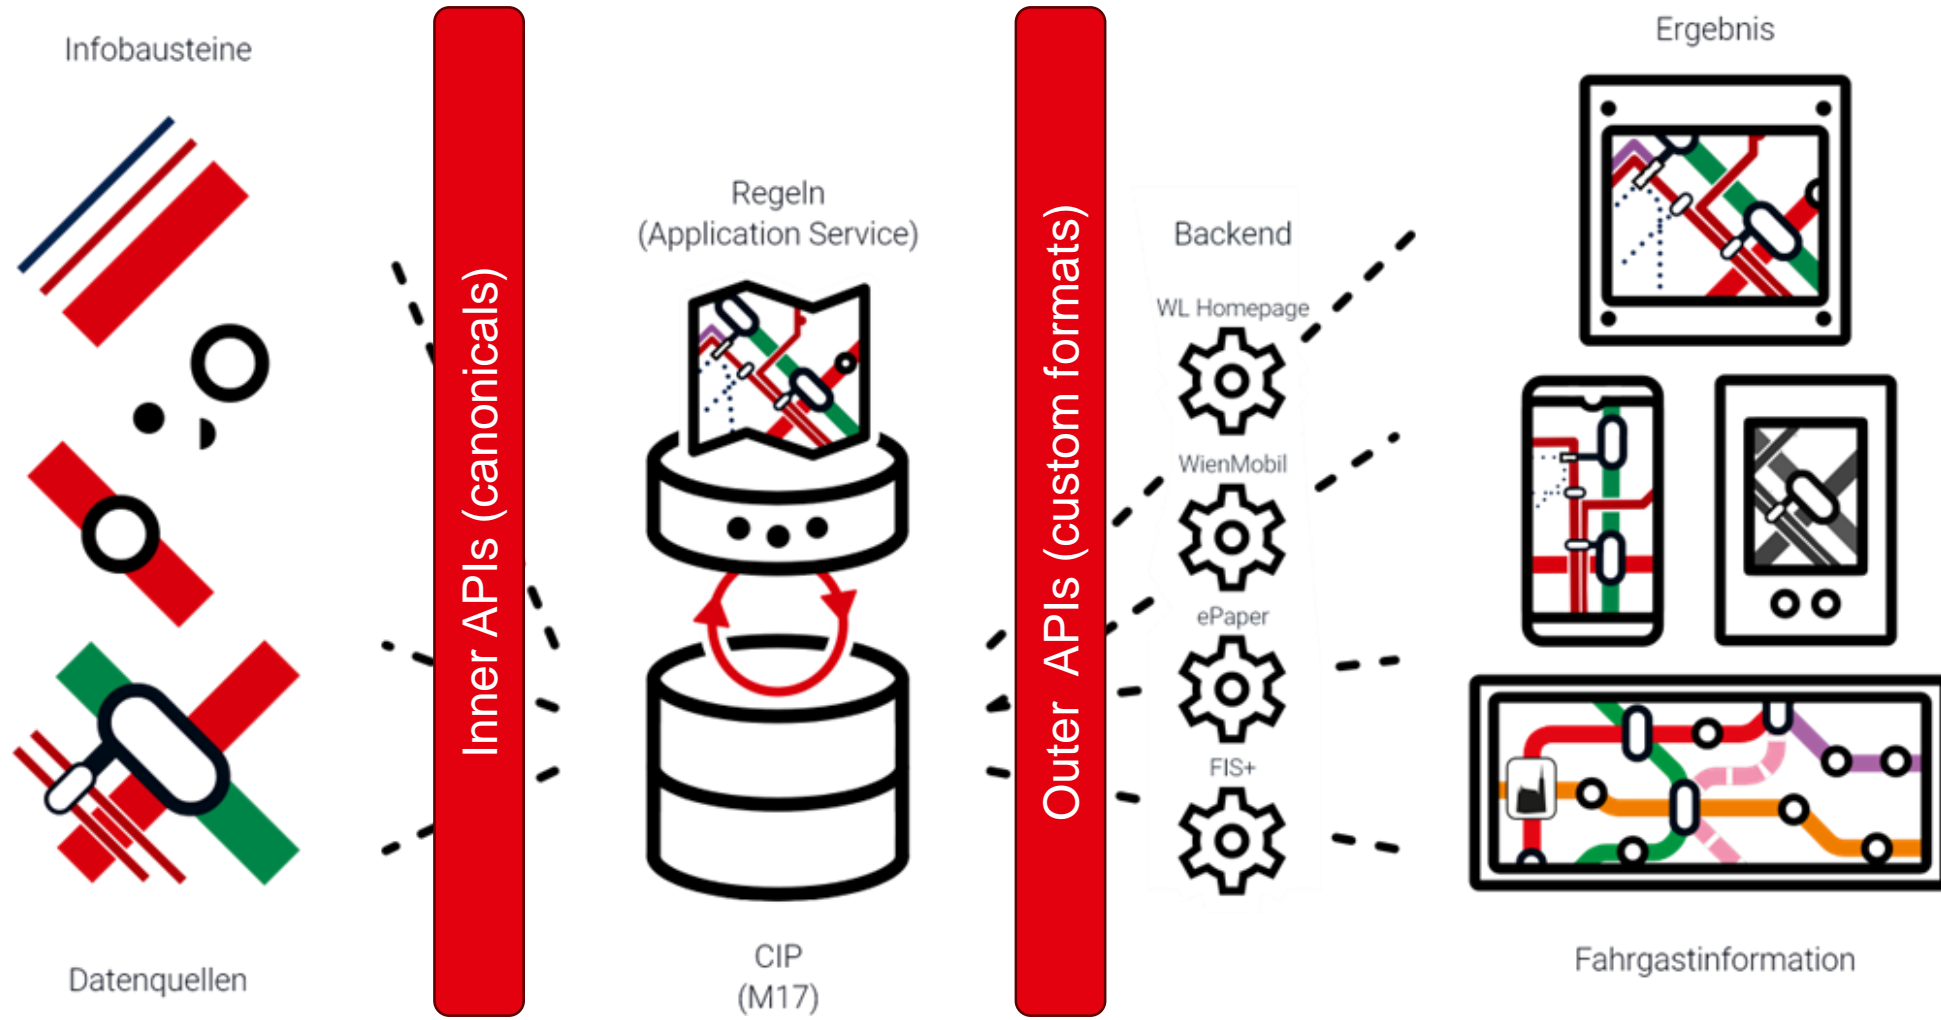 Infobausteine
Datenquellen
Inner APIs (canonicals)
Regeln
(Application Service)
CIP
(M17)
Outer APIs (custom formats)
Backend
WL Homepage
WienMobil
ePaper
FIS+
Ergebnis
Fahrgastinformation